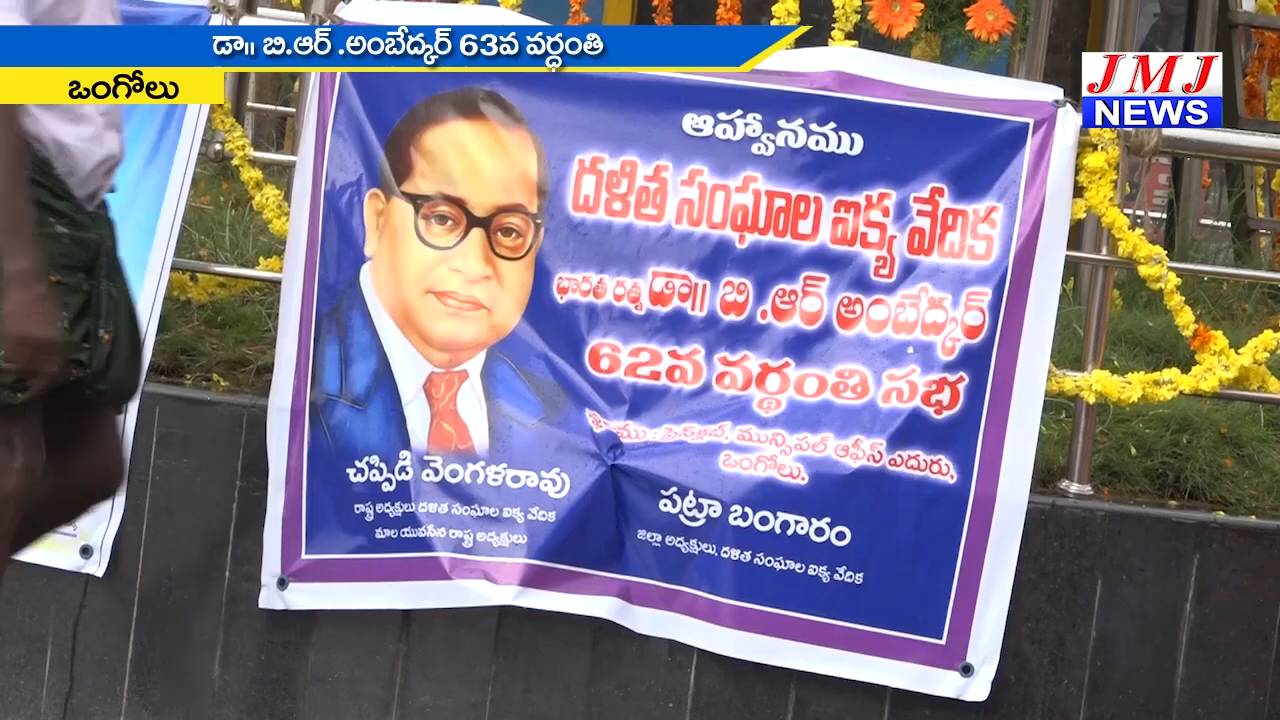 డా॥ బి.ఆర్ .అంబేద్కర్ 63వ వర్ధంతి
ఒంగోలు
JMJ
NEWS
ఆహ్వానము
దళిత సంఘాల ఐక్య వేదిక
భారత రత్న డా॥ బి .ఆర్ అంబేద్కర్
62వ వర్థంతి సభ
మున్సిపల్ ఆఫీస్ ఎదురు,
ఒంగోలు.
చప్పిడి వెంగళరావు
రాష్ట్ర అధ్యక్షులు దళిత సంఘాల ఐక్య వేదిక
మాల యువసేన రాష్ట్ర అధ్యక్షులు
పట్రా బంగారం
జిల్లా అధ్యక్షులు, దళిత సంఘాల ఐక్య వేదిక